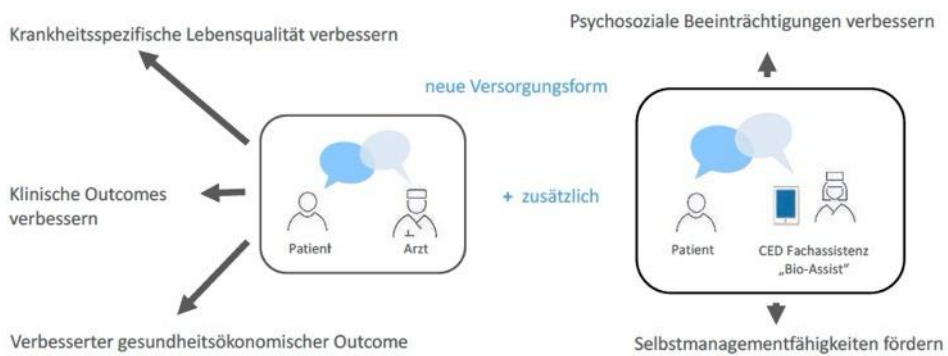 Psychosoziale Beeinträchtigungen verbessern
Krankheitsspezifische Lebensqualität verbessern
neue Versorgungsform
Klinische Outcomes
verbessern
+ zusätzlich
Patient
Arzt
Patient
CED Fachassistenz
„Bio-Assist"
Verbesserter gesundheitsökonomischer Outcome
Selbstmanagementfähigkeiten fördern